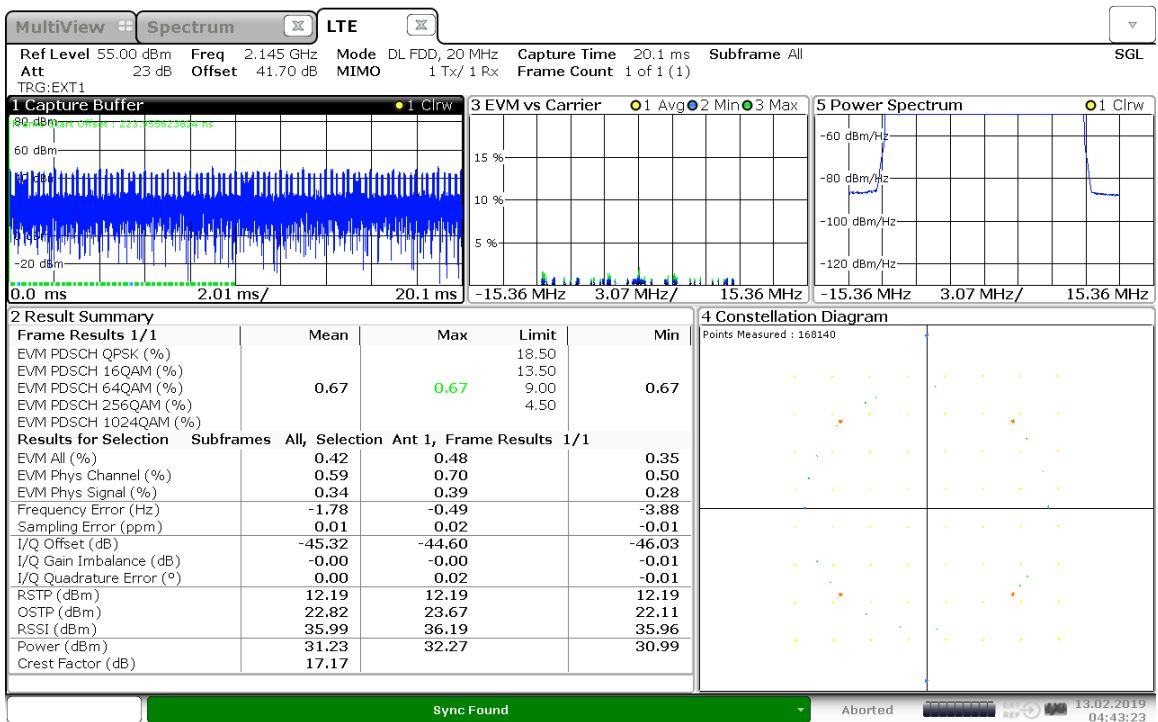 MultiView Spectrum LTE
Ref Level 55.00 dBm Freq 2.145 GHz Mode DL FDD, 20 MHz Capture Time 20.1 ms Subframe All SGL
Att 23 dB Offset 41.70 dB MIMO 1 Tx/ 1 Rx Frame Count 1 of 1 (1)
TRG:EXT1
1 Capture Buffer 1 Clrw
80 dBm
Frame Start Offset : 223.955623824 ns
60 dBm
-20 dBm
0.0 ms 2.01 ms/ 20.1 ms
3 EVM vs Carrier 1 Avg 2 Min 3 Max
15 %
10 %
5 %
-15.36 MHz 3.07 MHz/ 15.36 MHz
5 Power Spectrum 1 Clrw
-60 dBm/Hz
-80 dBm/Hz
-100 dBm/Hz
-120 dBm/Hz
-15.36 MHz 3.07 MHz/ 15.36 MHz
2 Result Summary
Frame Results 1/1 Mean Max Limit Min
EVM PDSCH QPSK (%) 18.50
EVM PDSCH 16QAM (%) 13.50
EVM PDSCH 64QAM (%) 0.67 0.67 9.00 0.67
EVM PDSCH 256QAM (%) 4.50
EVM PDSCH 1024QAM (%)
Results for Selection Subframes All, Selection Ant 1, Frame Results 1/1
EVM All (%) 0.42 0.48 0.35
EVM Phys Channel (%) 0.59 0.70 0.50
EVM Phys Signal (%) 0.34 0.39 0.28
Frequency Error (Hz) -1.78 -0.49 -3.88
Sampling Error (ppm) 0.01 0.02 -0.01
I/Q Offset (dB) -45.32 -44.60 -46.03
I/Q Gain Imbalance (dB) -0.00 -0.00 -0.01
I/Q Quadrature Error (°) 0.00 0.02 -0.01
RSTP (dBm) 12.19 12.19 12.19
OSTP (dBm) 22.82 23.67 22.11
RSSI (dBm) 35.99 36.19 35.96
Power (dBm) 31.23 32.27 30.99
Crest Factor (dB) 17.17
4 Constellation Diagram
Points Measured : 168140
Sync Found
Aborted
EXT REF
13.02.2019
04:43:23